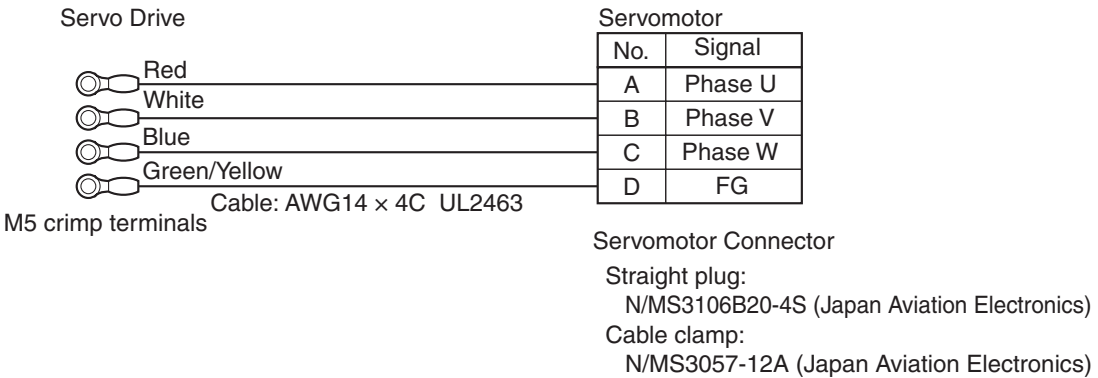 Servo Drive
Servomotor
No. Signal
Red
A Phase U
White
B Phase V
Blue
C Phase W
Green/Yellow
D FG
Cable: AWG14 × 4C UL2463
M5 crimp terminals
Servomotor Connector
Straight plug:
N/MS3106B20-4S (Japan Aviation Electronics)
Cable clamp:
N/MS3057-12A (Japan Aviation Electronics)